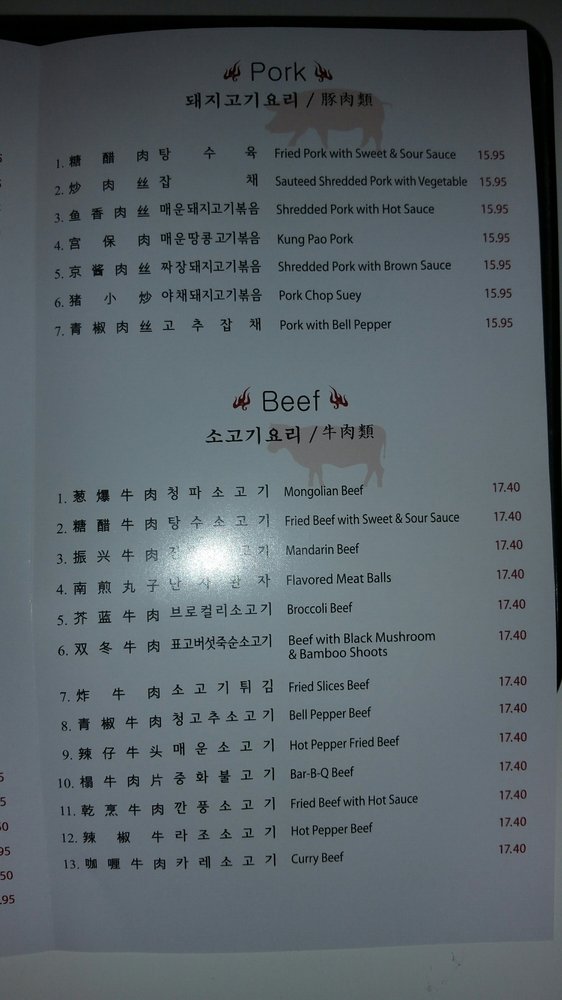 Pork
돼지고기요리 / 豚肉類
1. 糖 醋 肉 탕 수 육 Fried Pork with Sweet & Sour Sauce 15.95
2. 炒 肉 丝 잡 채 Sauteed Shredded Pork with Vegetable 15.95
3. 鱼 香 肉 丝 매운돼지고기볶음 Shredded Pork with Hot Sauce 15.95
4. 宫 保 肉 매운땅콩고기볶음 Kung Pao Pork 15.95
5. 京 酱 肉 丝 짜장돼지고기볶음 Shredded Pork with Brown Sauce 15.95
6. 猪 小 炒 야채돼지고기볶음 Pork Chop Suey 15.95
7. 青 椒 肉 丝 고 추 잡 채 Pork with Bell Pepper 15.95
Beef
소고기요리 / 牛肉類
1. 葱 爆 牛 肉 청 파 소 고 기 Mongolian Beef 17.40
2. 糖 醋 牛 肉 탕 수 소 고 기 Fried Beef with Sweet & Sour Sauce 17.40
3. 振 兴 牛 肉 고 기 Mandarin Beef 17.40
4. 南 煎 丸 子 난 자 완 자 Flavored Meat Balls 17.40
5. 芥 蓝 牛 肉 브로컬리소고기 Broccoli Beef 17.40
6. 双 冬 牛 肉 표고버섯죽순소고기 Beef with Black Mushroom 17.40
& Bamboo Shoots
7. 炸 牛 肉 소 고 기 튀 김 Fried Slices Beef 17.40
8. 青 椒 牛 肉 청 고 추 소 고 기 Bell Pepper Beef 17.40
9. 辣 仔 牛 头 매 운 소 고 기 Hot Pepper Fried Beef 17.40
10. 榻 牛 肉 片 중 화 불 고 기 Bar-B-Q Beef 17.40
11. 乾 烹 牛 肉 깐 풍 소 고 기 Fried Beef with Hot Sauce 17.40
12. 辣 椒 牛 라 조 소 고 기 Hot Pepper Beef 17.40
13. 咖 喱 牛 肉 카 레 소 고 기 Curry Beef 17.40